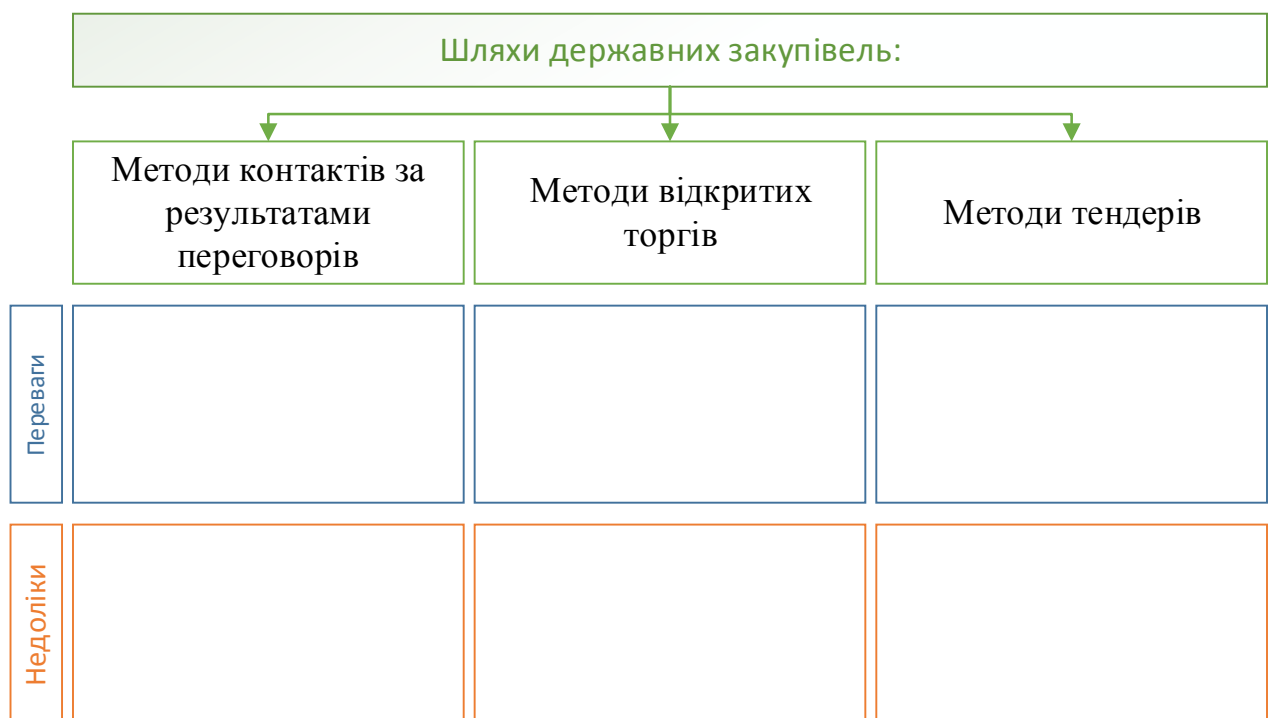 Шляхи державних закупівель:
Методи контактів за
результатами
переговорів
Методи відкритих
торгів
Методи тендерів
Переваги
Недоліки